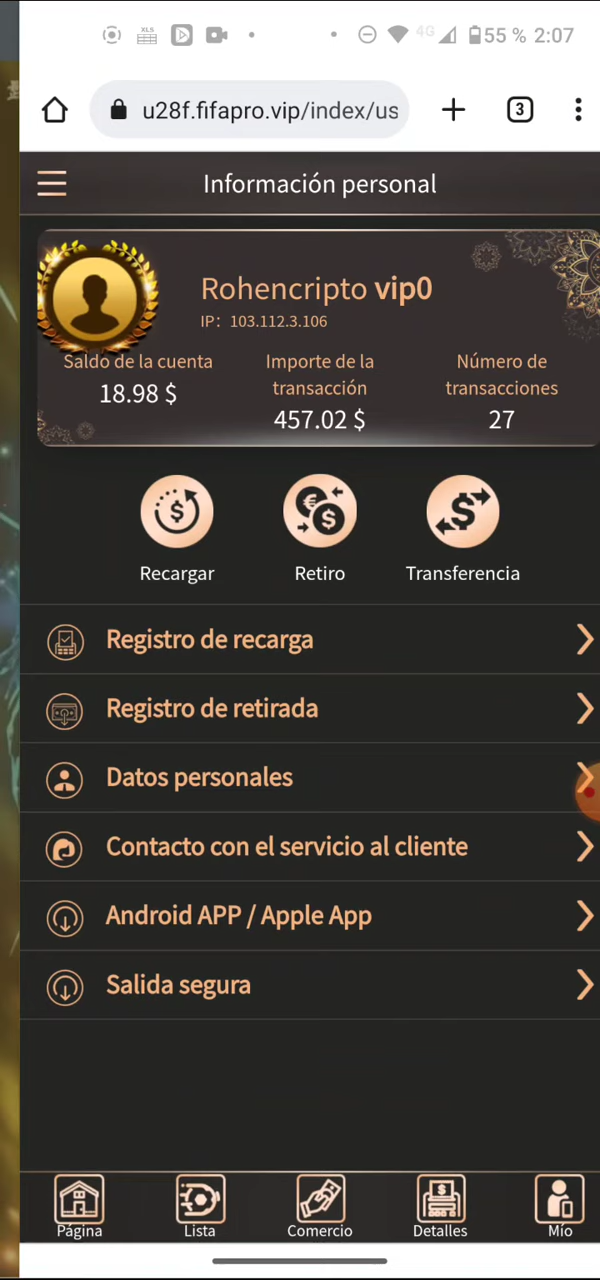 XLS
4G
55 % 2:07
u28f.fifapro.vip/index/us
3
Información personal
Rohencripto vip0
IP: 103.112.3.106
Saldo de la cuenta
18.98 $
Importe de la
transacción
457.02 $
Número de
transacciones
27
Recargar
Retiro
Transferencia
Registro de recarga
Registro de retirada
Datos personales
Contacto con el servicio al cliente
Android APP / Apple App
Salida segura
Página
Lista
Comercio
Detalles
Mío